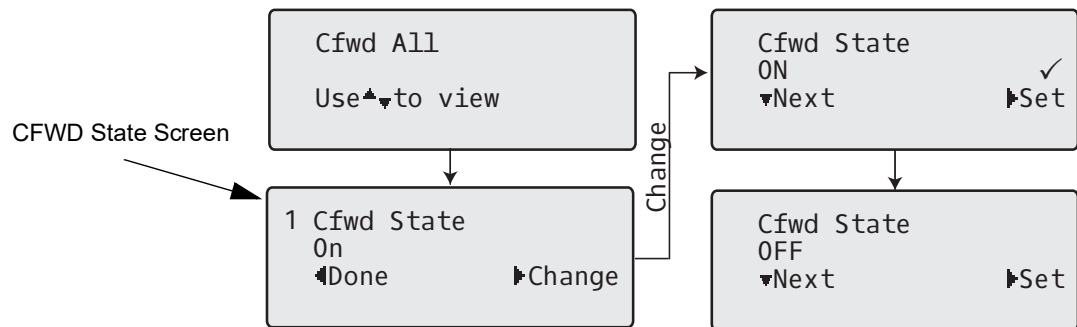 Cfwd All
Use▲▼to view
CFWD State Screen
1 Cfwd State
On
◀Done ▶Change
Change
Cfwd State
ON ✓
▼Next ▶Set
Cfwd State
OFF
▼Next ▶Set